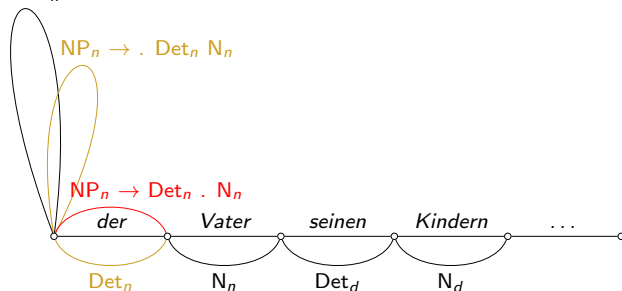 NPₙ → . Detₙ Nₙ
NPₙ → Detₙ . Nₙ
der Vater seinen Kindern ...
Detₙ Nₙ Det_d N_d